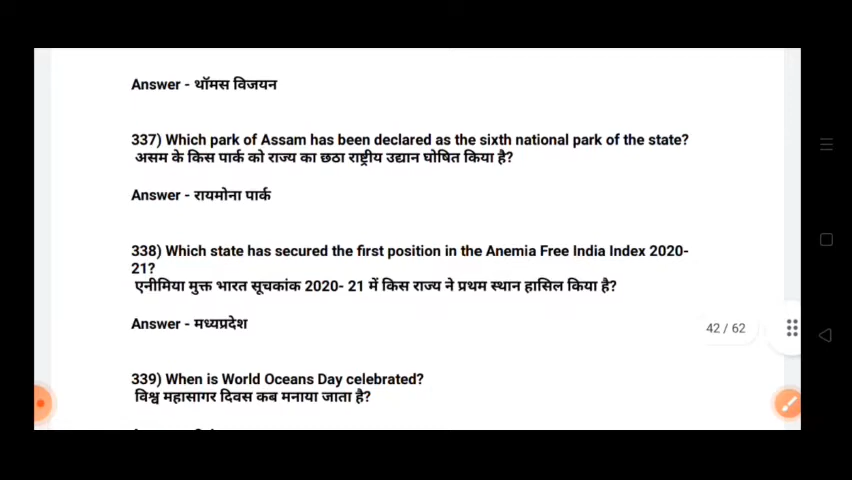 Answer - थॉमस विजयन
337) Which park of Assam has been declared as the sixth national park of the state?
असम के किस पार्क को राज्य का छठा राष्ट्रीय उद्यान घोषित किया है?
Answer - रायमोना पार्क
338) Which state has secured the first position in the Anemia Free India Index 2020-
21?
एनीमिया मुक्त भारत सूचकांक 2020- 21 में किस राज्य ने प्रथम स्थान हासिल किया है?
Answer - मध्यप्रदेश
42 / 62
339) When is World Oceans Day celebrated?
विश्व महासागर दिवस कब मनाया जाता है?